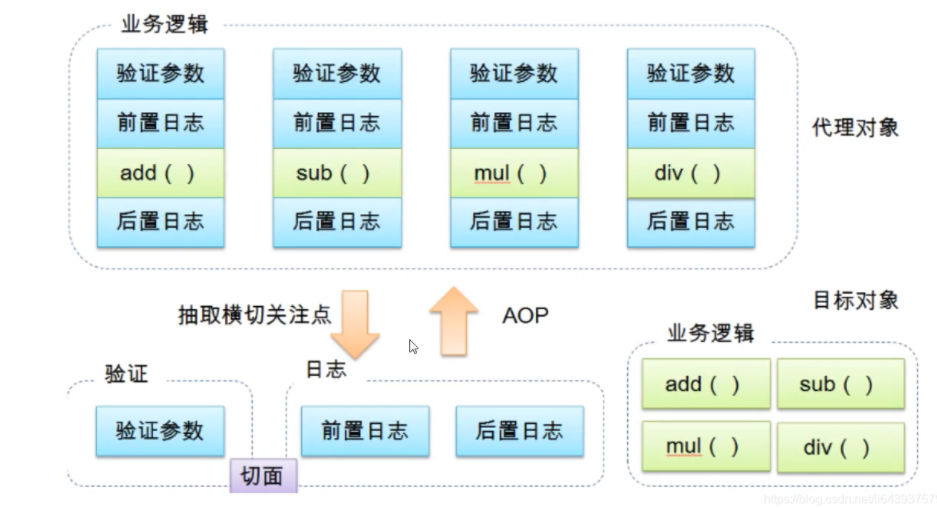 业务逻辑
验证参数 验证参数 验证参数 验证参数
前置日志 前置日志 前置日志 前置日志
代理对象
add（ ） sub（ ） mul（ ） div（ ）
后置日志 后置日志 后置日志 后置日志
抽取横切关注点
AOP
目标对象
业务逻辑
验证
日志
add（ ） sub（ ）
验证参数
前置日志 后置日志
mul（ ） div（ ）
切面